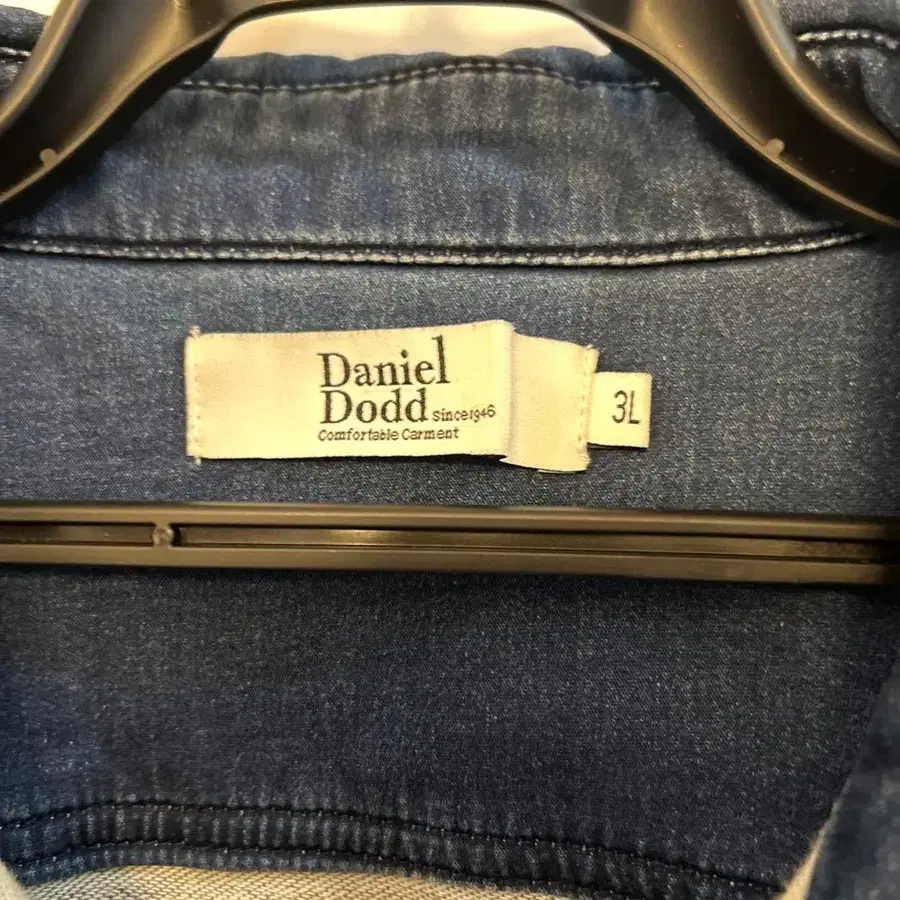 Daniel
Dodd Since1946
Comfortable Carment
3L